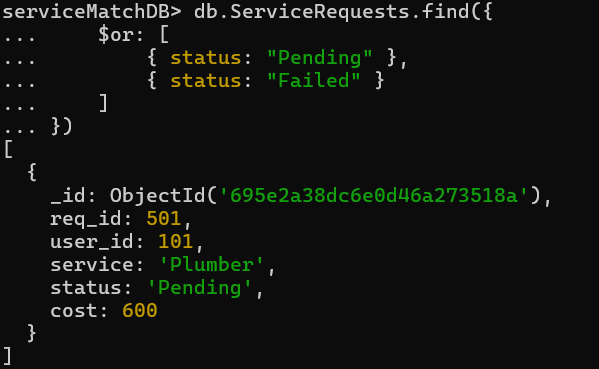 serviceMatchDB> db.ServiceRequests.find({
...     $or: [
...         { status: "Pending" },
...         { status: "Failed" }
...     ]
... })
[
  {
    _id: ObjectId('695e2a38dc6e0d46a273518a'),
    req_id: 501,
    user_id: 101,
    service: 'Plumber',
    status: 'Pending',
    cost: 600
  }
]